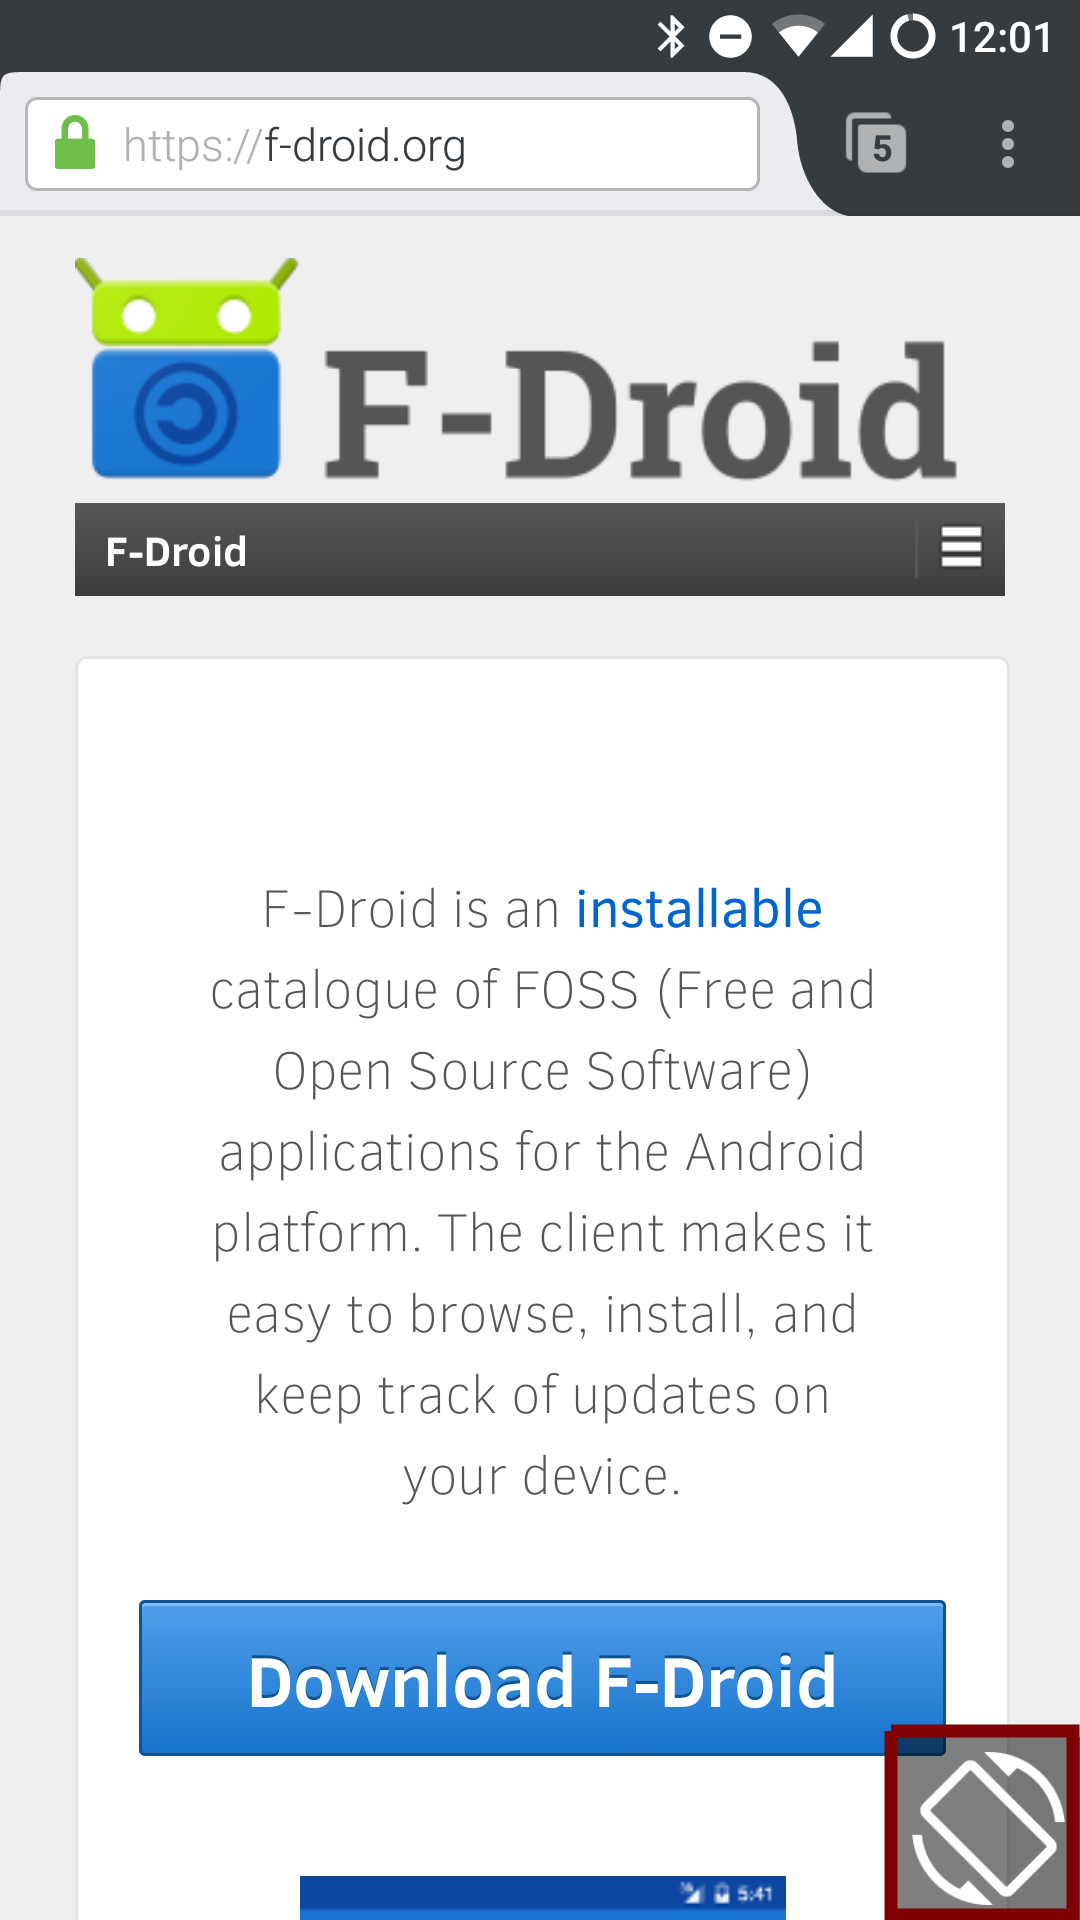 12:01
https://f-droid.org
5
F-Droid
F-Droid
F-Droid is an installable
catalogue of FOSS (Free and
Open Source Software)
applications for the Android
platform. The client makes it
easy to browse, install, and
keep track of updates on
your device.
Download F-Droid
5:41